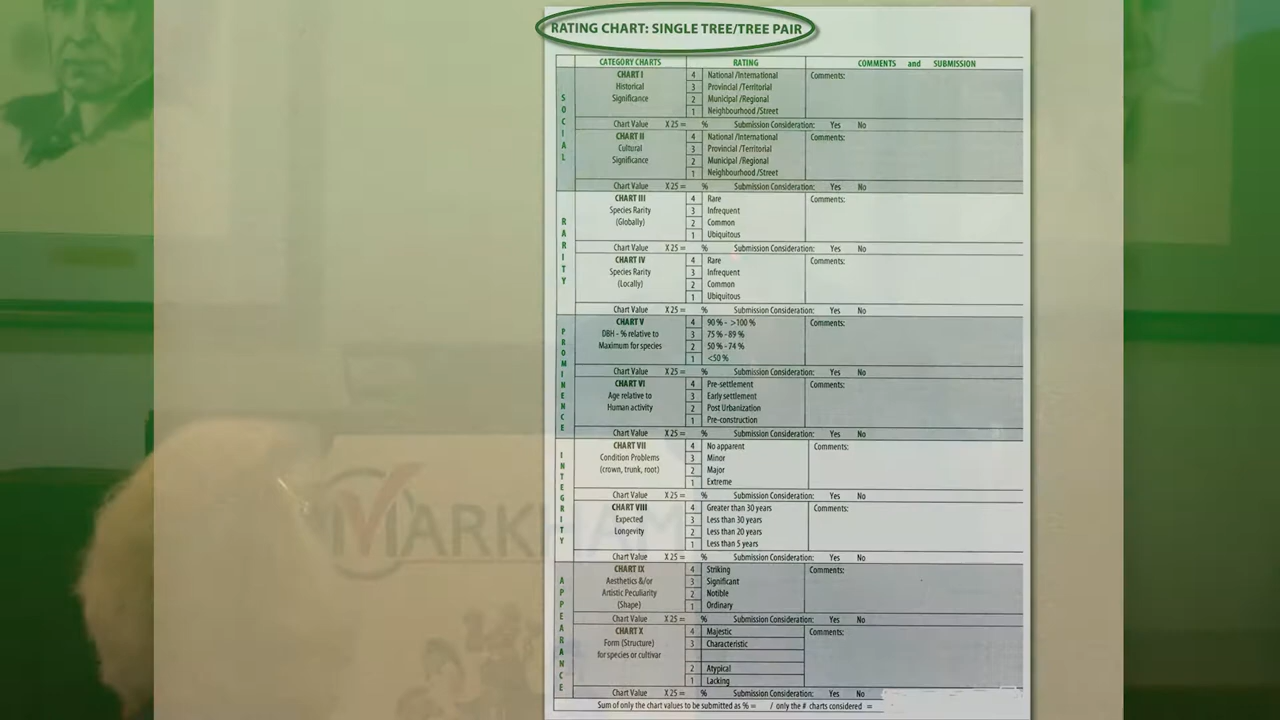 RATING CHART: SINGLE TREE/TREE PAIR
CATEGORY CHARTS RATING COMMENTS and SUBMISSION
SOCIAL
CHART I 4 National /International Comments:
Historical 3 Provincial /Territorial
Significance 2 Municipal /Regional
1 Neighbourhood /Street
Chart Value X 25 = % Submission Consideration: Yes No
CHART II 4 National /International Comments:
Cultural 3 Provincial /Territorial
Significance 2 Municipal /Regional
1 Neighbourhood /Street
Chart Value X 25 = % Submission Consideration: Yes No
RARITY
CHART III 4 Rare Comments:
Species Rarity 3 Infrequent
(Globally) 2 Common
1 Ubiquitous
Chart Value X 25 = % Submission Consideration: Yes No
CHART IV 4 Rare Comments:
Species Rarity 3 Infrequent
(Locally) 2 Common
1 Ubiquitous
Chart Value X 25 = % Submission Consideration: Yes No
PROMINENCE
CHART V 4 90 % - >100 % Comments:
DBH - % relative to 3 75 % - 89 %
Maximum for species 2 50 % - 74 %
1 <50 %
Chart Value X 25 = % Submission Consideration: Yes No
CHART VI 4 Pre-settlement Comments:
Age relative to 3 Early settlement
Human activity 2 Post Urbanization
1 Pre-construction
Chart Value X 25 = % Submission Consideration: Yes No
INTEGRITY
CHART VII 4 No apparent Comments:
Condition Problems 3 Minor
(crown, trunk, root) 2 Major
1 Extreme
Chart Value X 25 = % Submission Consideration: Yes No
CHART VIII 4 Greater than 30 years Comments:
Expected 3 Less than 30 years
Longevity 2 Less than 20 years
1 Less than 5 years
Chart Value X 25 = % Submission Consideration: Yes No
APPEARANCE
CHART IX 4 Striking Comments:
Aesthetics &/or 3 Significant
Artistic Peculiarity 2 Notible
(Shape) 1 Ordinary
Chart Value X 25 = % Submission Consideration: Yes No
CHART X 4 Majestic Comments:
Form (Structure) 3 Characteristic
for species or cultivar
2 Atypical
1 Lacking
Chart Value X 25 = % Submission Consideration: Yes No
Sum of only the chart values to be submitted as % = / only the # charts considered =
MARKHAM